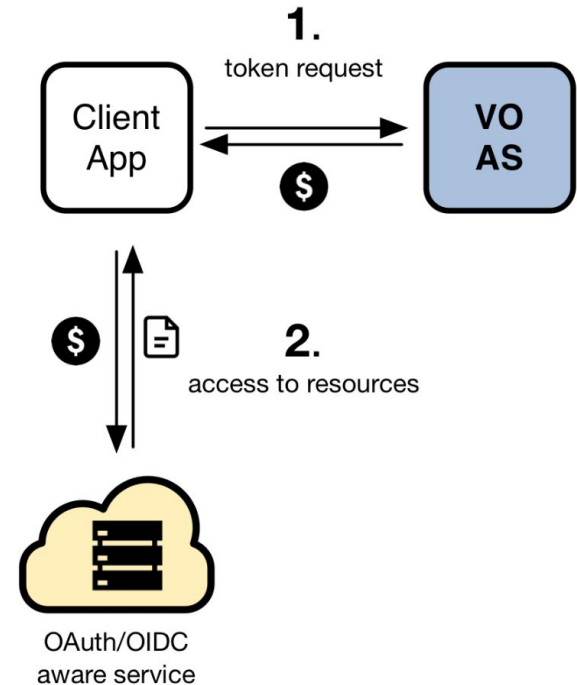 1.
token request
Client
App
VO
AS
$
$
2.
access to resources
OAuth/OIDC
aware service